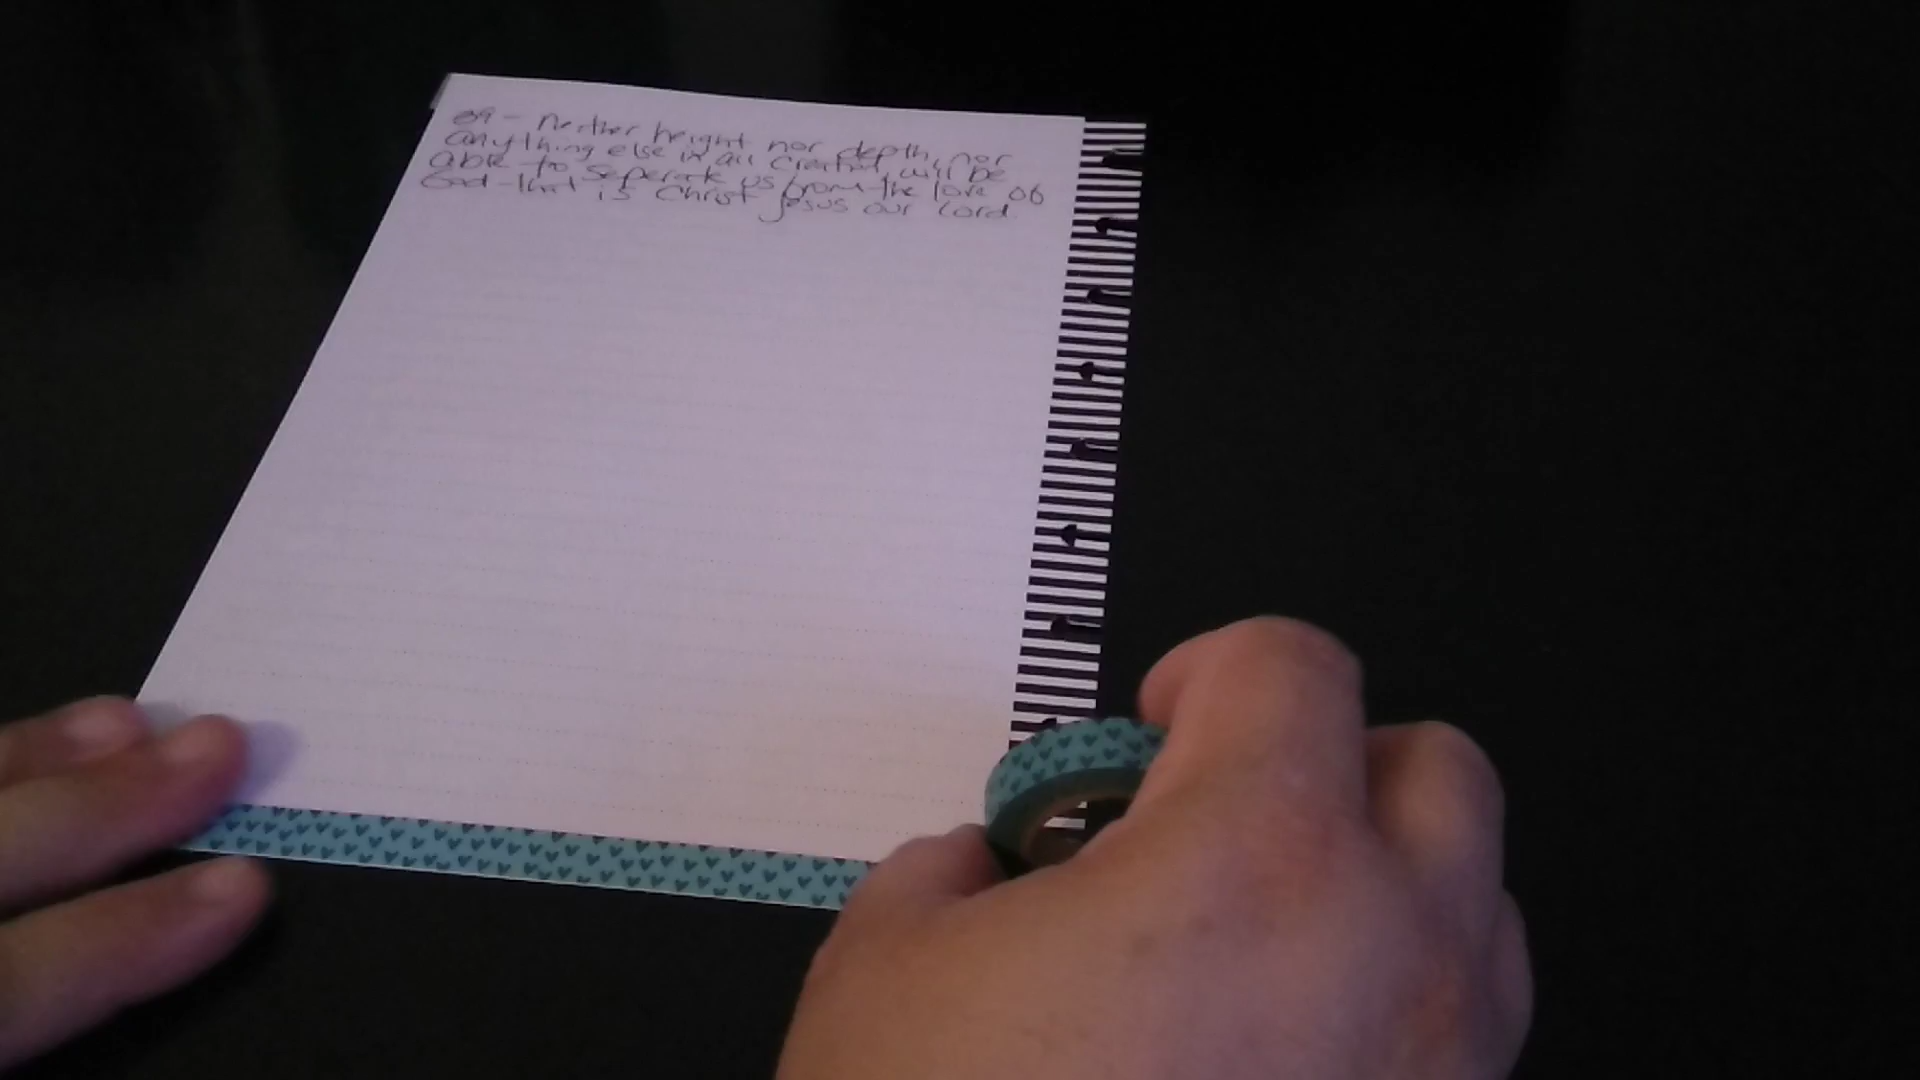 39 - Neither height nor depth, nor
anything else in all creation, will be
able to seperate us from the love of
God that is Christ Jesus our Lord.